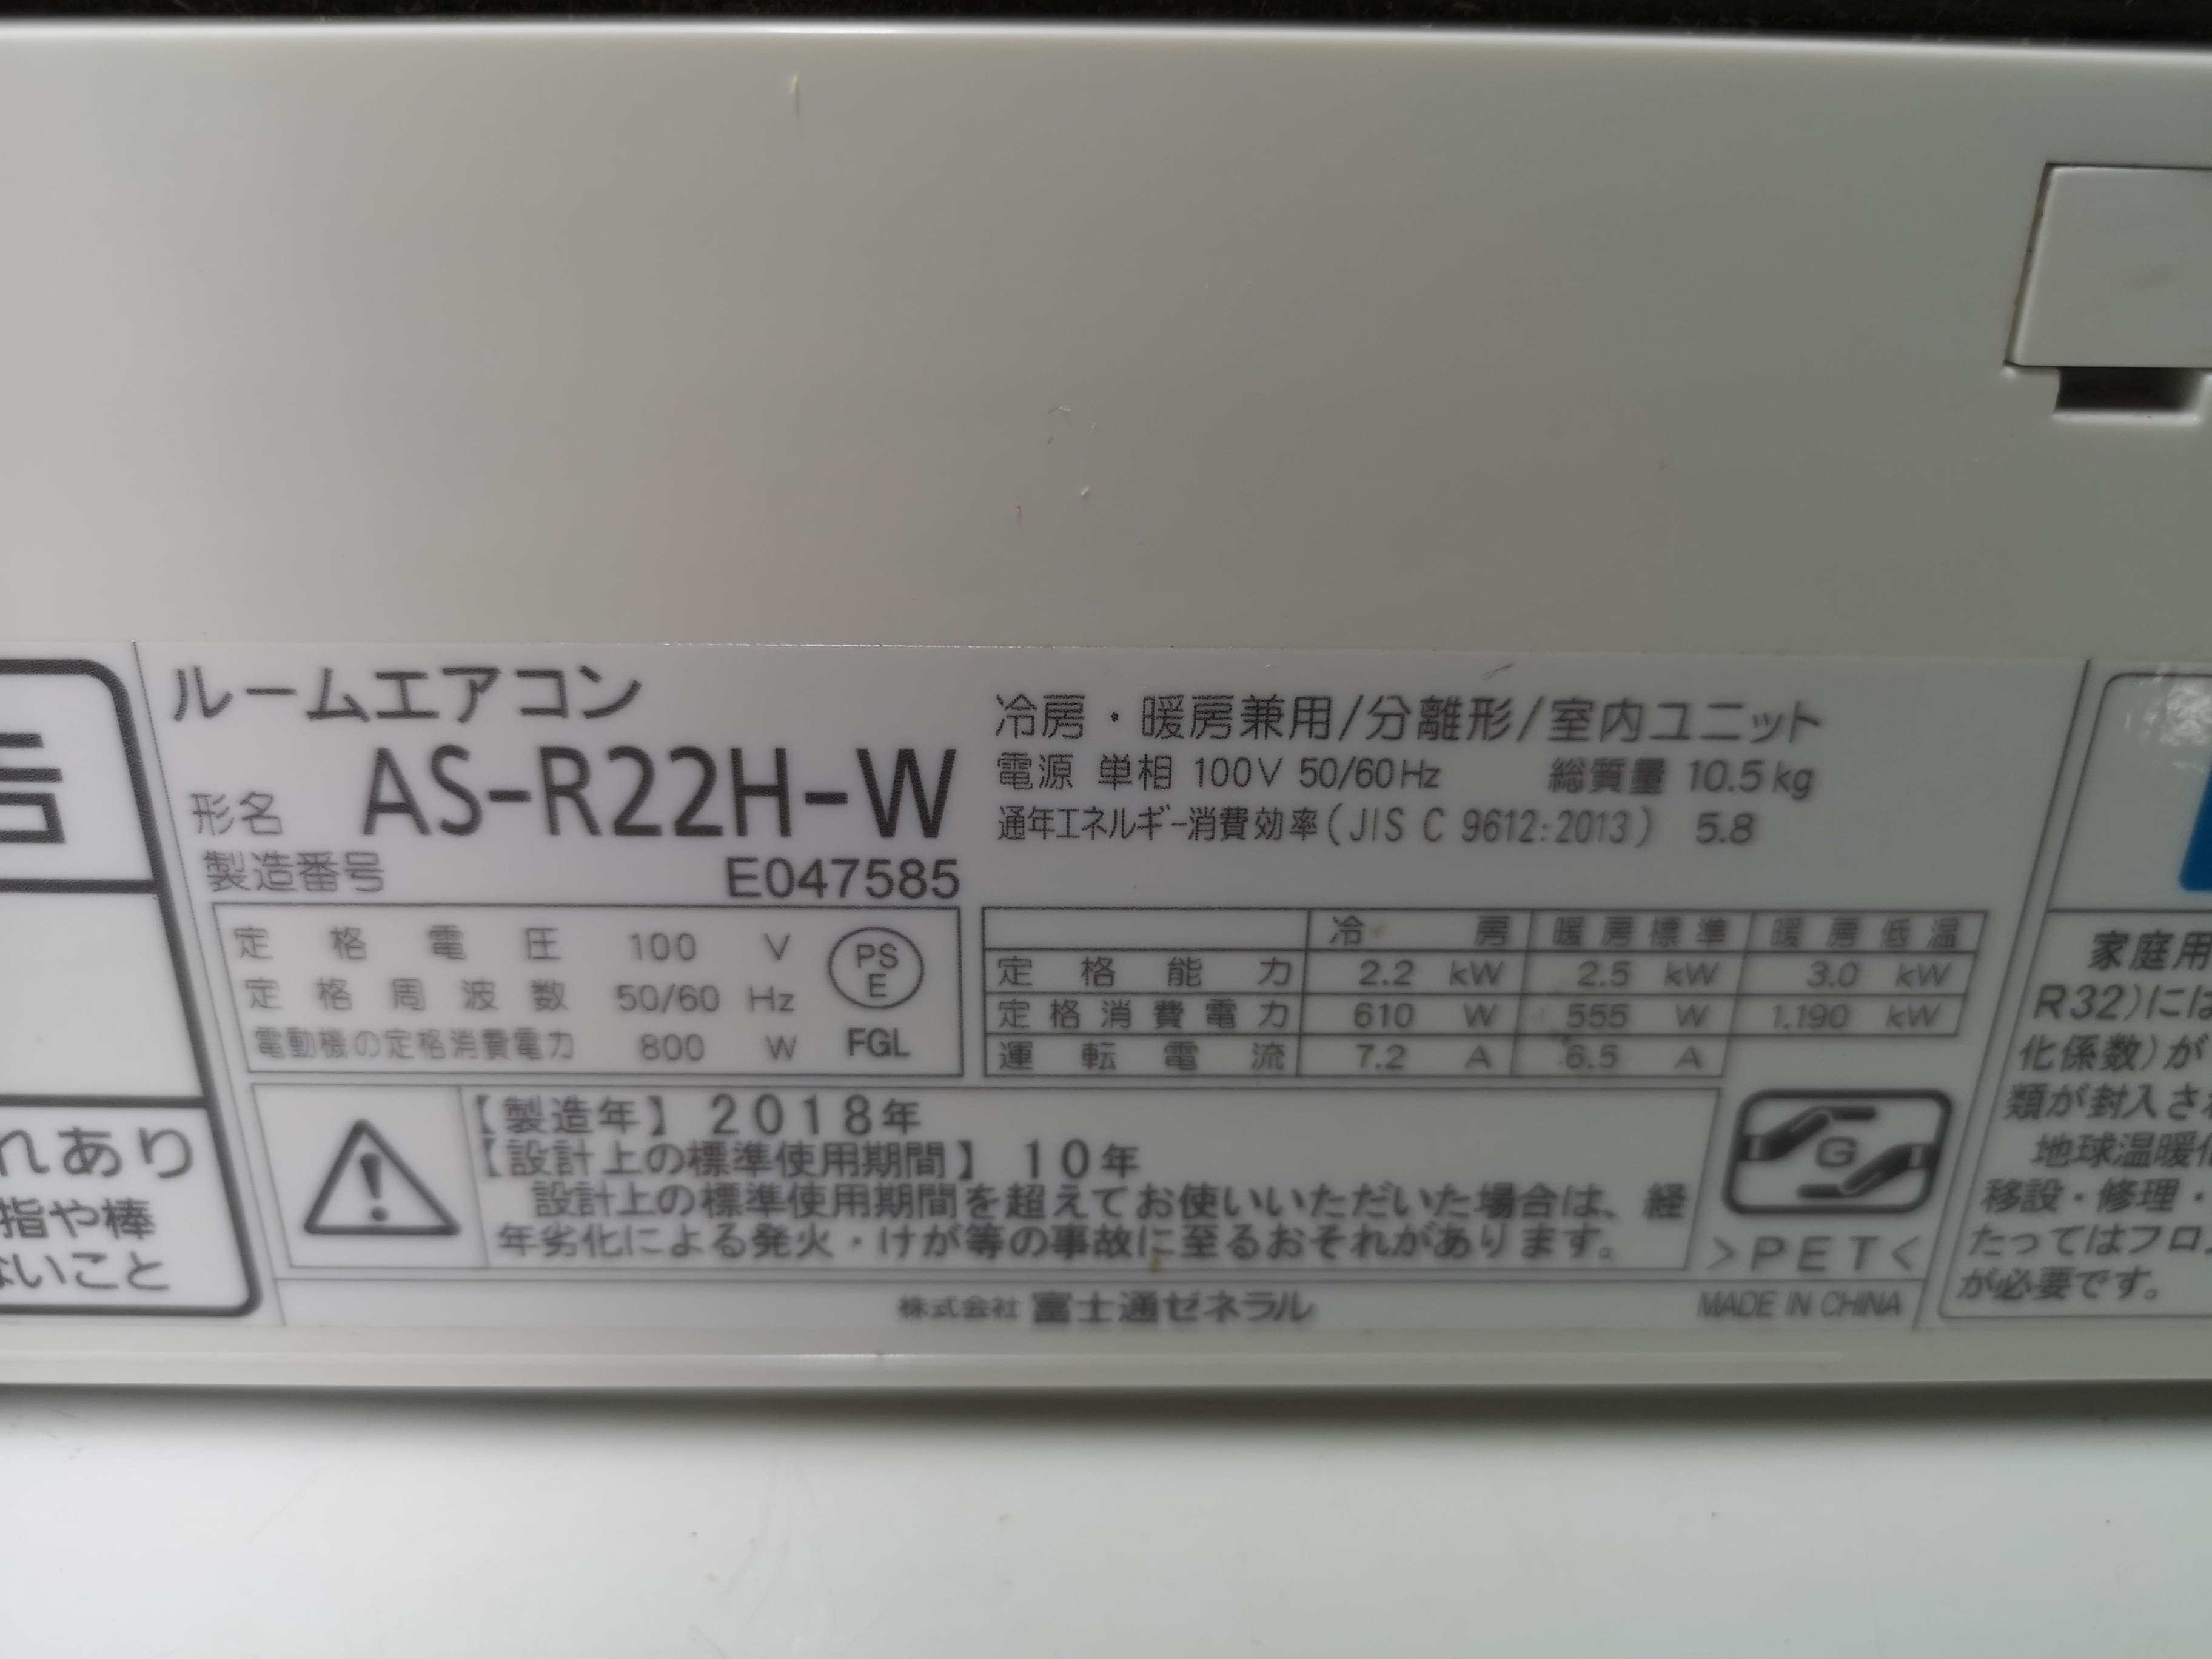 ルームエアコン
形名 AS-R22H-W
製造番号 E047585
冷房・暖房兼用/分離形/室内ユニット
電源 単相 100V 50/60Hz 総質量 10.5kg
通年エネルギー消費効率(JIS C 9612:2013) 5.8
定格電圧 100 V
定格周波数 50/60 Hz
電動機の定格消費電力 800 W
PS
E
FGL
冷房 暖房標準 暖房低温
定格能力 2.2 kW 2.5 kW 3.0 kW
定格消費電力 610 W 555 W 1.190 kW
運転電流 7.2 A 6.5 A
【製造年】 2018年
【設計上の標準使用期間】 10年
設計上の標準使用期間を超えてお使いいただいた場合は、経
年劣化による発火・けが等の事故に至るおそれがあります。
G
>PET<
株式会社 富士通ゼネラル
MADE IN CHINA
れあり
指や棒
ないこと
家庭用
R32)には
化係数)が
類が封入さ
地球温暖化
移設・修理・
たってはフロン
が必要です。